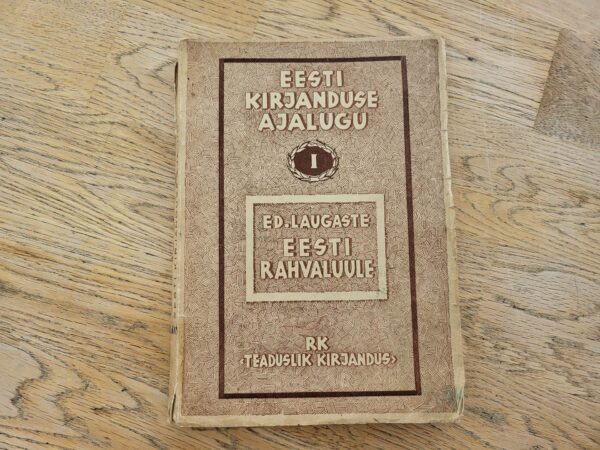 EESTI
KIRJANDUSE
AJALUGU
I
ED. LAUGASTE
EESTI
RAHVALUULE
RK
‹TEADUSLIK KIRJANDUS›